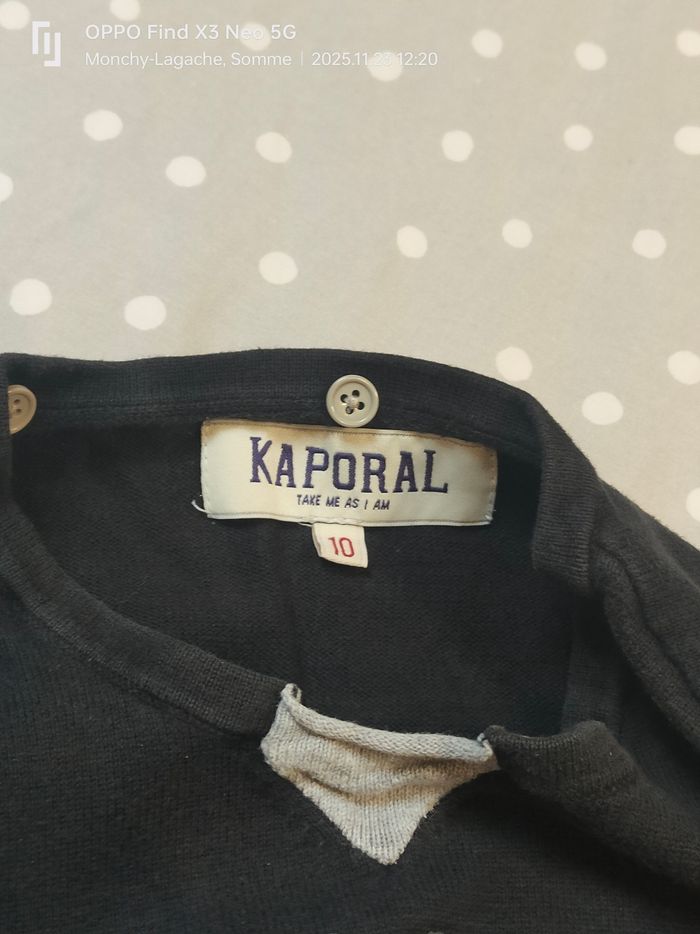 OPPO Find X3 Neo 5G
Monchy-Lagache, Somme | 2025.11.23 12:20
KAPORAL
TAKE ME AS I AM
10